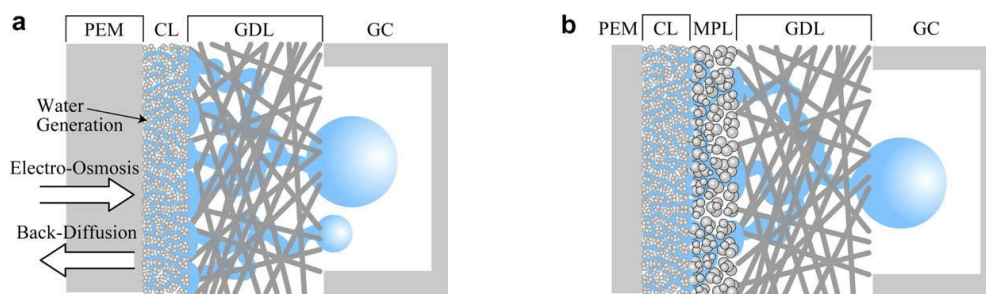 a
PEM CL GDL GC
Water
Generation
Electro-Osmosis
Back-Diffusion
b
PEM CL MPL GDL GC